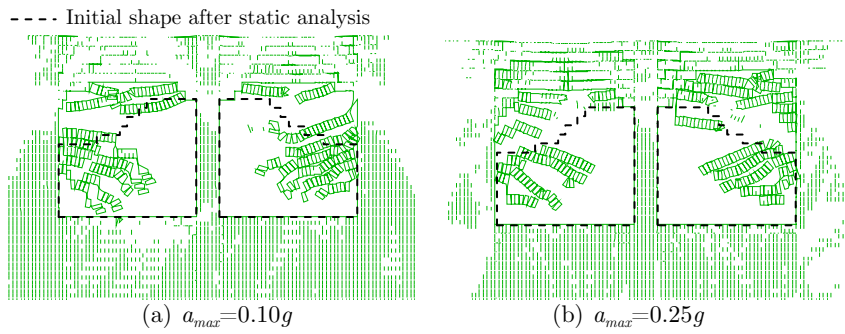 Initial shape after static analysis
(a) a_max=0.10g
(b) a_max=0.25g